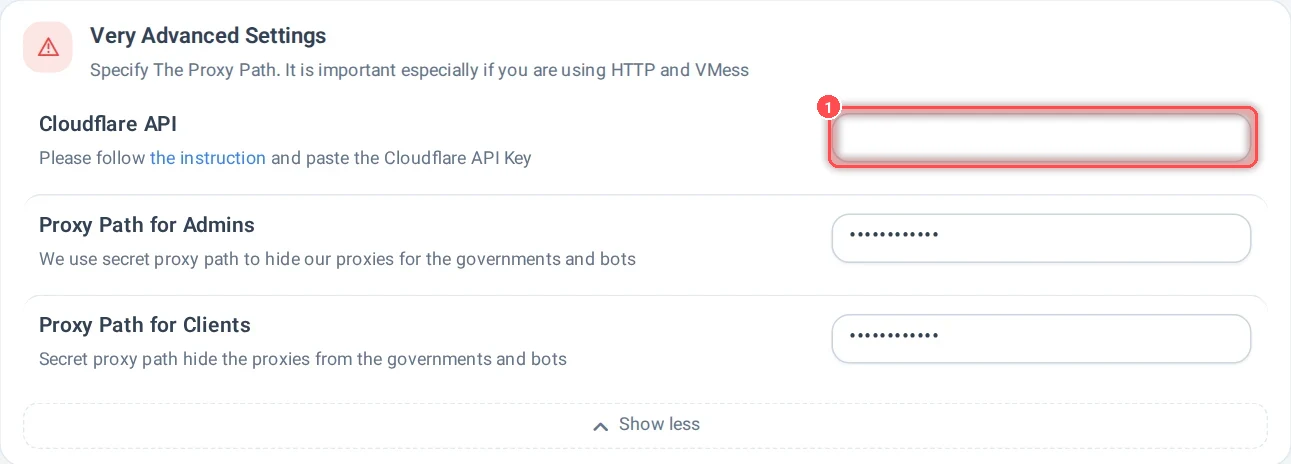 Very Advanced Settings
Specify The Proxy Path. It is important especially if you are using HTTP and VMess
1
Cloudflare API
Please follow the instruction and paste the Cloudflare API Key
Proxy Path for Admins
••••••••••••
We use secret proxy path to hide our proxies for the governments and bots
Proxy Path for Clients
••••••••••••
Secret proxy path hide the proxies from the governments and bots
Show less